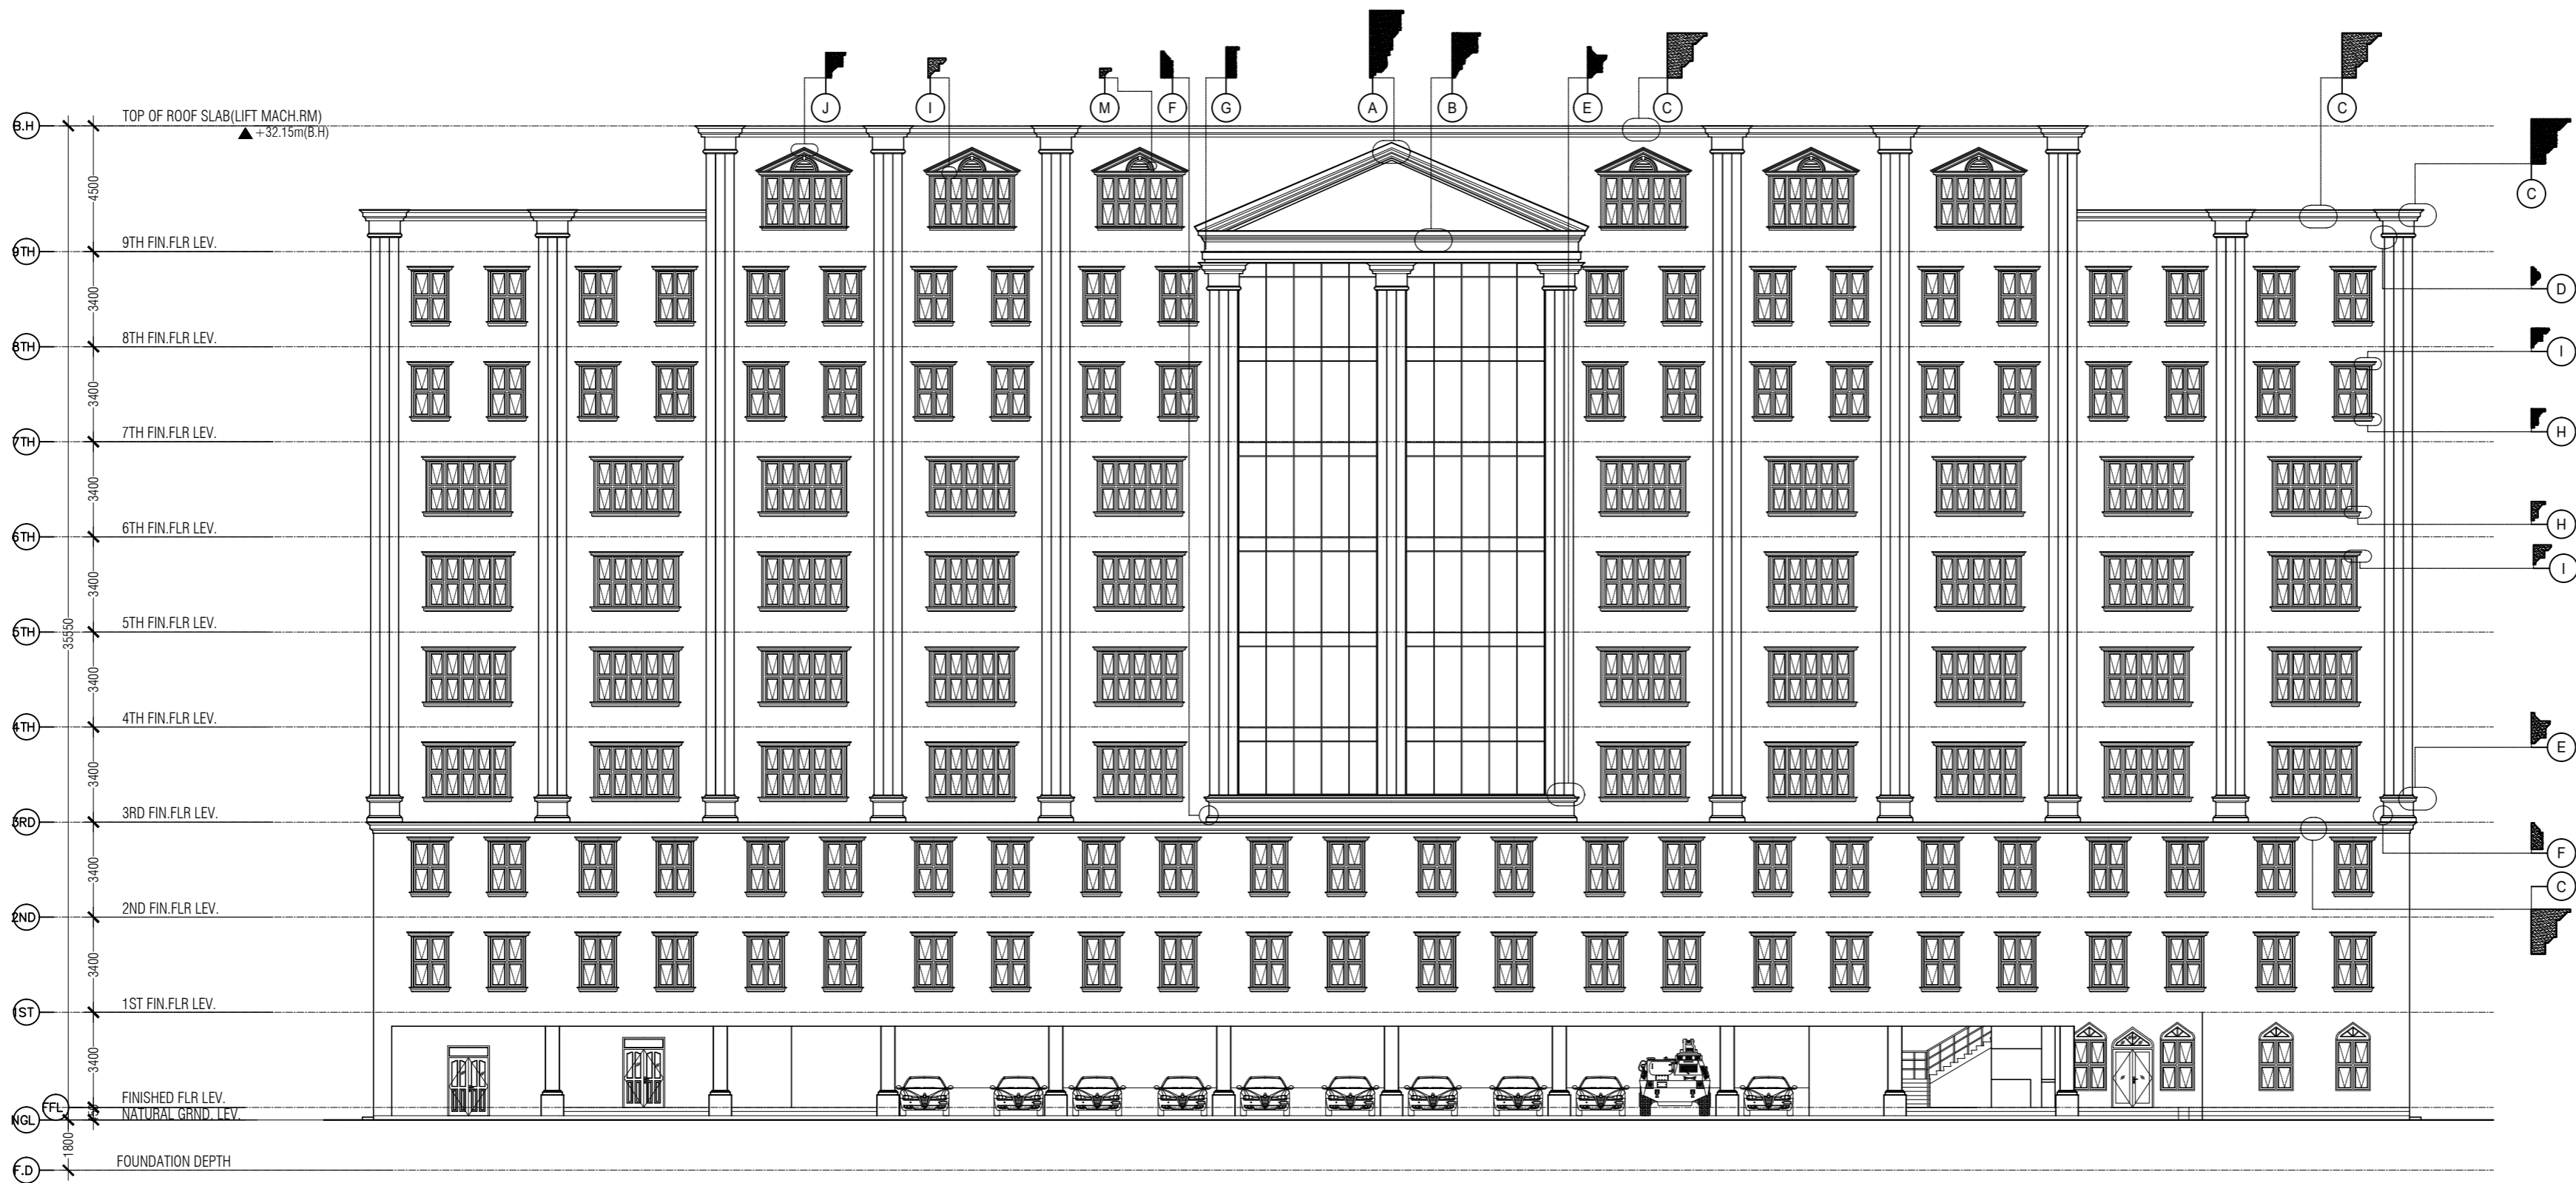 J
I
M
F
G
A
B
E
C
C
B.H
TOP OF ROOF SLAB(LIFT MACH.RM)
+32.15m(B.H)
4500
C
9TH
9TH FIN.FLR LEV.
3400
D
8TH
8TH FIN.FLR LEV.
I
3400
H
7TH
7TH FIN.FLR LEV.
3400
H
6TH
6TH FIN.FLR LEV.
I
3400
5TH
5TH FIN.FLR LEV.
35550
3400
4TH
4TH FIN.FLR LEV.
E
3400
3RD
3RD FIN.FLR LEV.
F
3400
C
2ND
2ND FIN.FLR LEV.
3400
1ST
1ST FIN.FLR LEV.
3400
FFL
FINISHED FLR LEV.
NGL
NATURAL GRND. LEV.
1800
F.D
FOUNDATION DEPTH